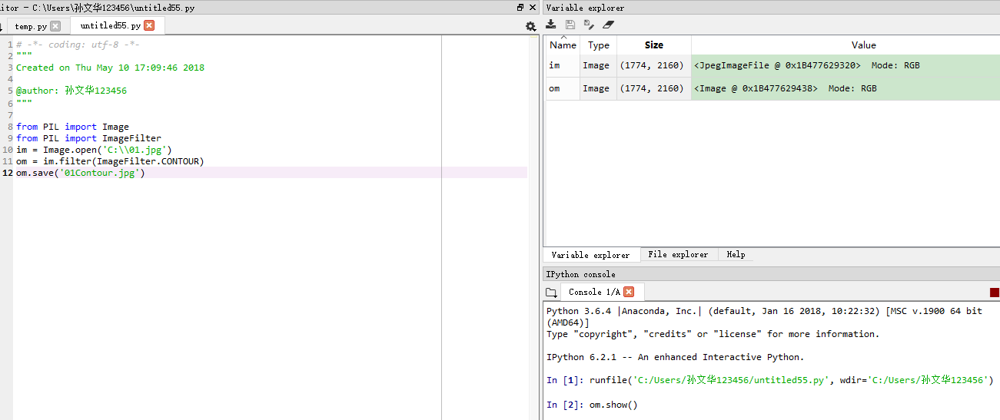 itor - C:\Users\孙文华123456\untitled55.py
temp.py
untitled55.py
1 # -*- coding: utf-8 -*-
2 """
3 Created on Thu May 10 17:09:46 2018
4
5 @author: 孙文华123456
6 """
7
8 from PIL import Image
9 from PIL import ImageFilter
10 im = Image.open('C:\\01.jpg')
11 om = im.filter(ImageFilter.CONTOUR)
12 om.save('01Contour.jpg')
Variable explorer
Name Type Size Value
im Image (1774, 2160) <JpegImageFile @ 0x1B477629320> Mode: RGB
om Image (1774, 2160) <Image @ 0x1B477629438> Mode: RGB
Variable explorer File explorer Help
IPython console
Console 1/A
Python 3.6.4 |Anaconda, Inc.| (default, Jan 16 2018, 10:22:32) [MSC v.1900 64 bit
(AMD64)]
Type "copyright", "credits" or "license" for more information.
IPython 6.2.1 -- An enhanced Interactive Python.
In [1]: runfile('C:/Users/孙文华123456/untitled55.py', wdir='C:/Users/孙文华123456')
In [2]: om.show()